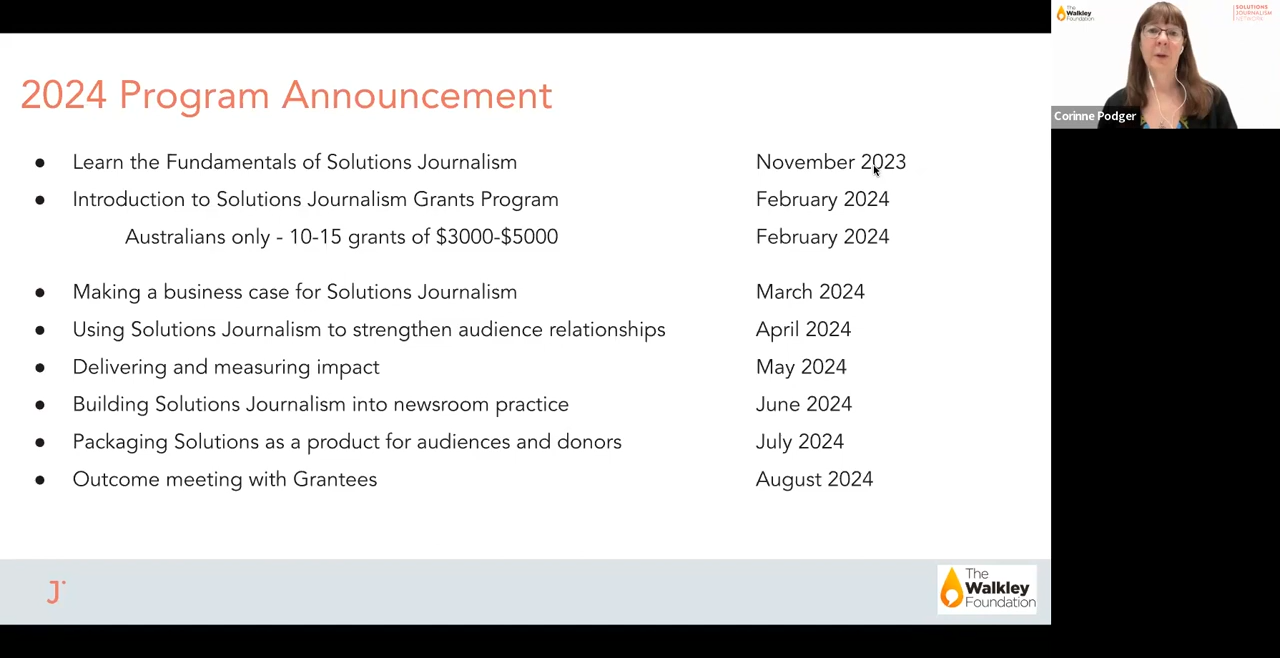 2024 Program Announcement
● Learn the Fundamentals of Solutions Journalism November 2023
● Introduction to Solutions Journalism Grants Program February 2024
Australians only - 10-15 grants of $3000-$5000 February 2024
● Making a business case for Solutions Journalism March 2024
● Using Solutions Journalism to strengthen audience relationships April 2024
● Delivering and measuring impact May 2024
● Building Solutions Journalism into newsroom practice June 2024
● Packaging Solutions as a product for audiences and donors July 2024
● Outcome meeting with Grantees August 2024
J
The
Walkley
Foundation
The
Walkley
Foundation
SOLUTIONS
JOURNALISM
NETWORK
Corinne Podger